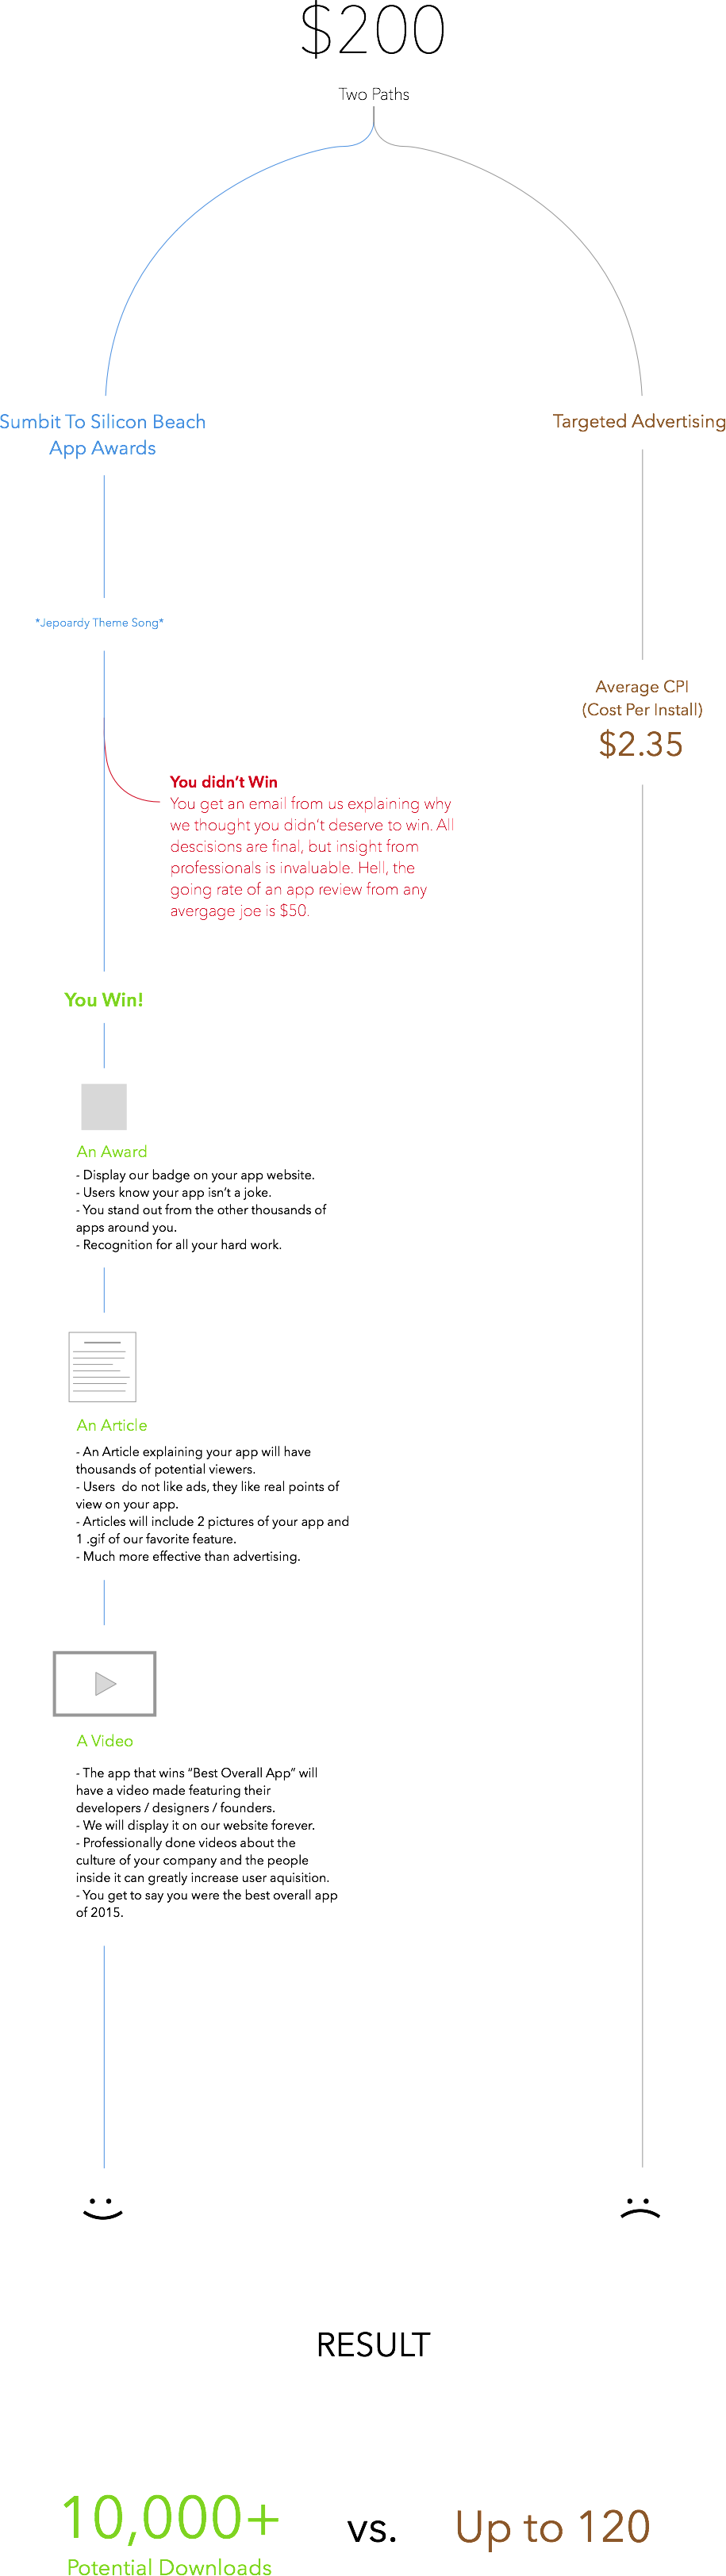 $200
Two Paths
Sumbit To Silicon Beach
App Awards
Targeted Advertising
*Jepoardy Theme Song*
Average CPI
(Cost Per Install)
$2.35
You didn't Win
You get an email from us explaining why
we thought you didn't deserve to win. All
descisions are final, but insight from
professionals is invaluable. Hell, the
going rate of an app review from any
avergage joe is $50.
You Win!
An Award
- Display our badge on your app website.
- Users know your app isn't a joke.
- You stand out from the other thousands of
apps around you.
- Recognition for all your hard work.
An Article
- An Article explaining your app will have
thousands of potential viewers.
- Users  do not like ads, they like real points of
view on your app.
- Articles will include 2 pictures of your app and
1 .gif of our favorite feature.
- Much more effective than advertising.
A Video
- The app that wins “Best Overall App” will
have a video made featuring their
developers / designers / founders.
- We will display it on our website forever.
- Professionally done videos about the
culture of your company and the people
inside it can greatly increase user aquisition.
- You get to say you were the best overall app
of 2015.
RESULT
10,000+
Potential Downloads
vs.
Up to 120